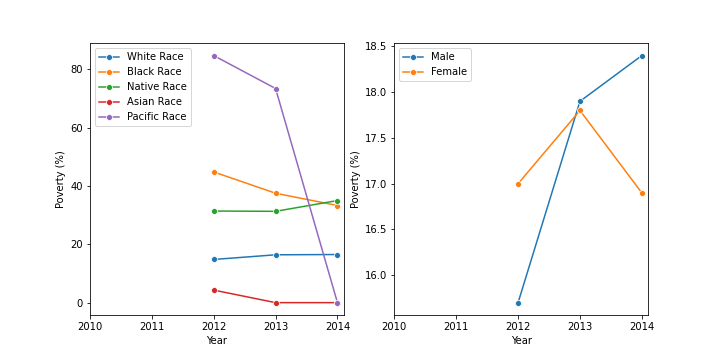 White Race
Black Race
Native Race
Asian Race
Pacific Race
80
60
40
20
0
Poverty (%)
2010 2011 2012 2013 2014
Year
Male
Female
18.5
18.0
17.5
17.0
16.5
16.0
Poverty (%)
2010 2011 2012 2013 2014
Year